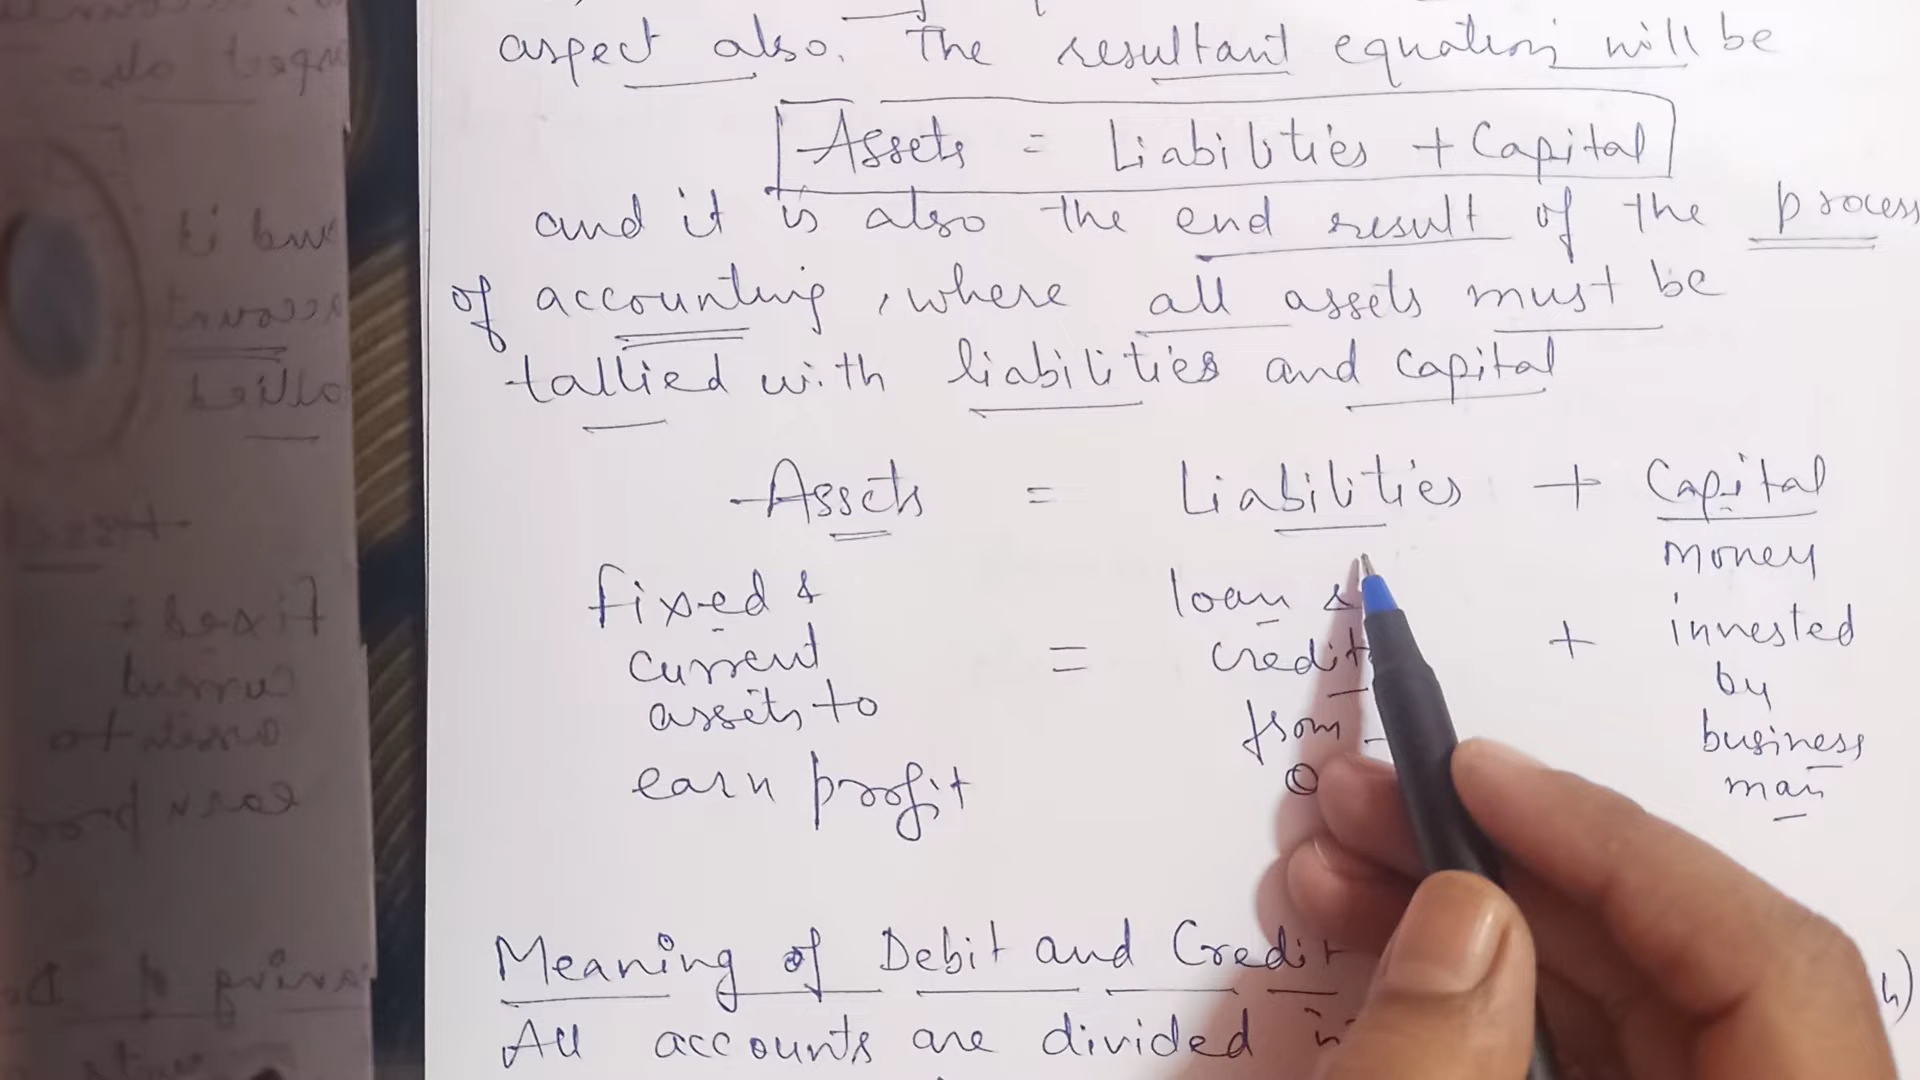 aspect also. The resultant equation will be
Assets = Liabilities + Capital
and it is also the end result of the process
of accounting, where all assets must be
tallied with liabilities and capital
Assets = Liabilities + Capital
fixed & current assets to earn profit = loan & credit from + money invested by business man
Meaning of Debit and Credit
All accounts are divided